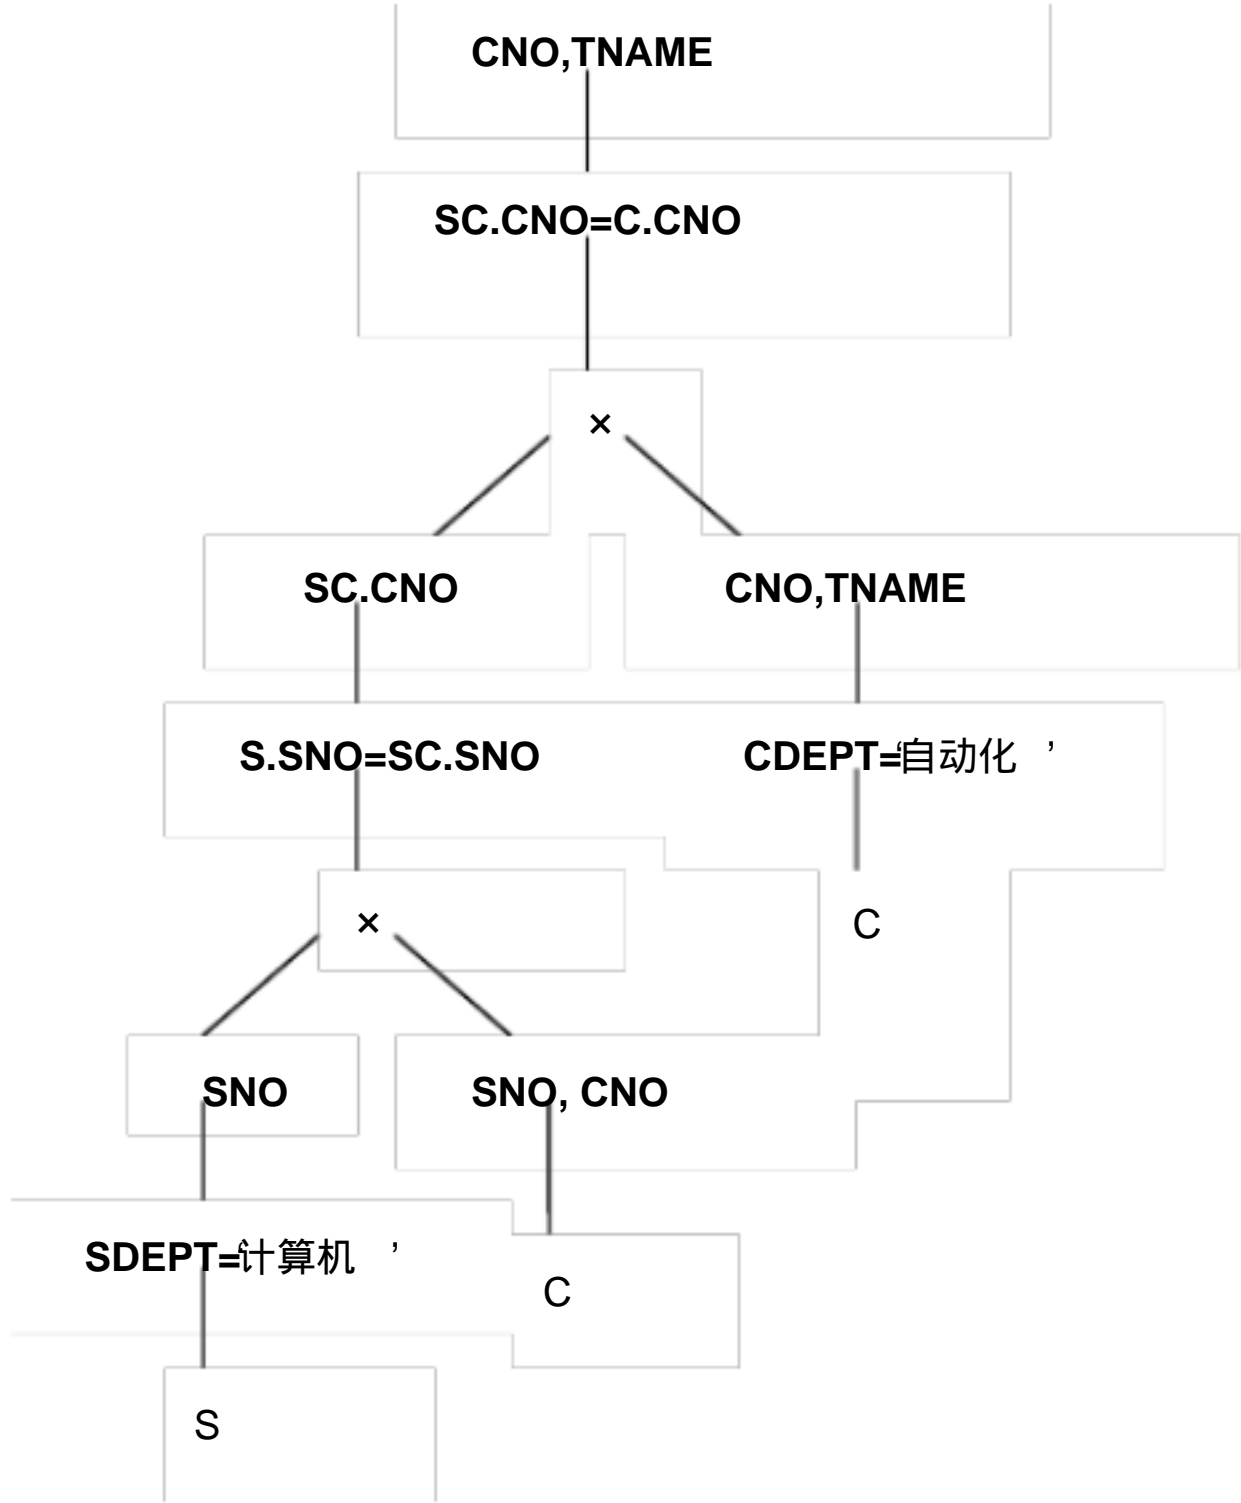 CNO,TNAME
SC.CNO=C.CNO
×
SC.CNO CNO,TNAME
S.SNO=SC.SNO CDEPT=‘自动化 ’
× C
SNO SNO, CNO
SDEPT=‘计算机 ’
C
S